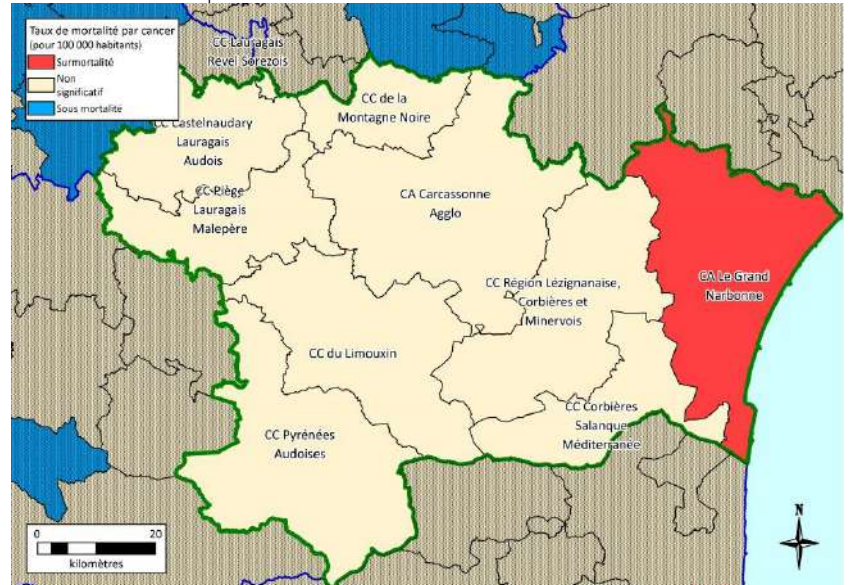 Taux de mortalité par cancer
(pour 100 000 habitants)
Surmortalité
Non
significatif
Sous mortalité
CC Lauragais
Revel Sorezois
CC de la
Montagne Noire
CC Castelnaudary
Lauragais
Audois
CC Piège
Lauragais
Malepère
CA Carcassonne
Agglo
CA Le Grand
Narbonne
CC Région Lézignanaise,
Corbières et
Minervois
CC du Limouxin
CC Corbières
Salanque
Méditerranée
CC Pyrénées
Audoises
0 20
kilomètres
N